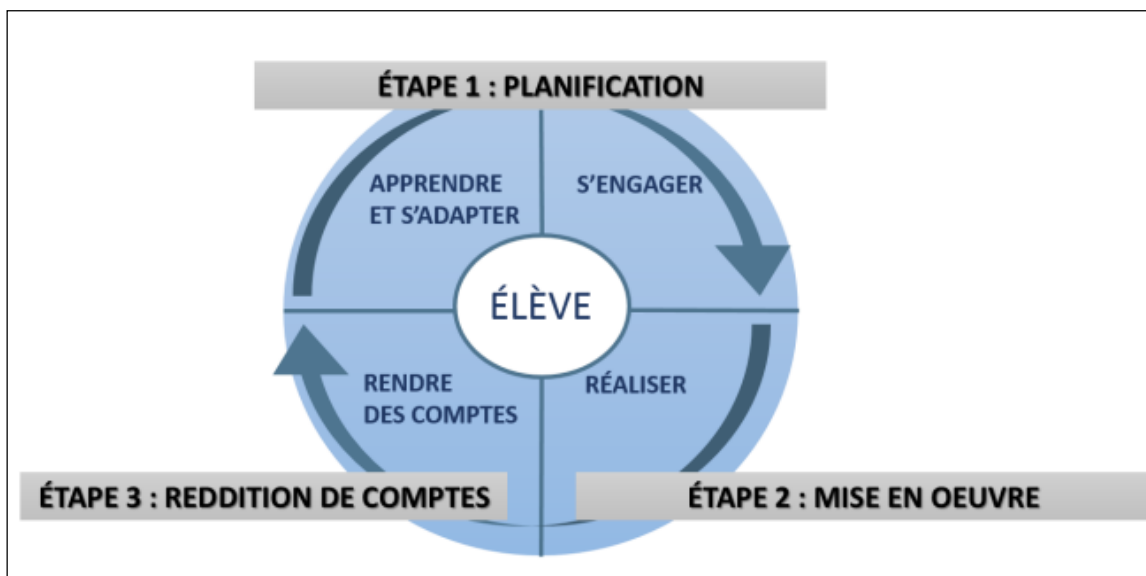 ÉTAPE 1 : PLANIFICATION
APPRENDRE
ET S'ADAPTER
S'ENGAGER
ÉLÈVE
RENDRE
DES COMPTES
RÉALISER
ÉTAPE 3 : REDDITION DE COMPTES
ÉTAPE 2 : MISE EN OEUVRE